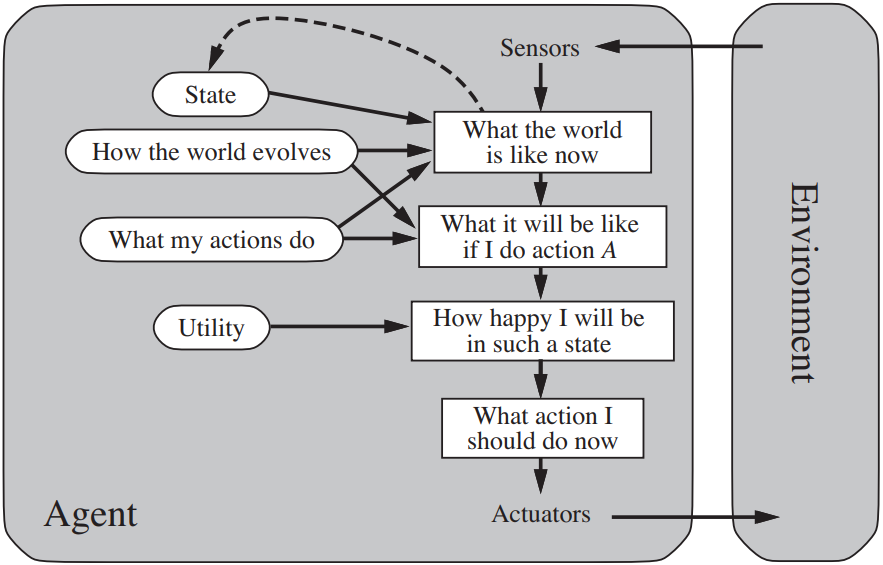 Sensors
State
What the world
is like now
How the world evolves
What my actions do
What it will be like
if I do action A
Utility
How happy I will be
in such a state
What action I
should do now
Agent
Actuators
Environment